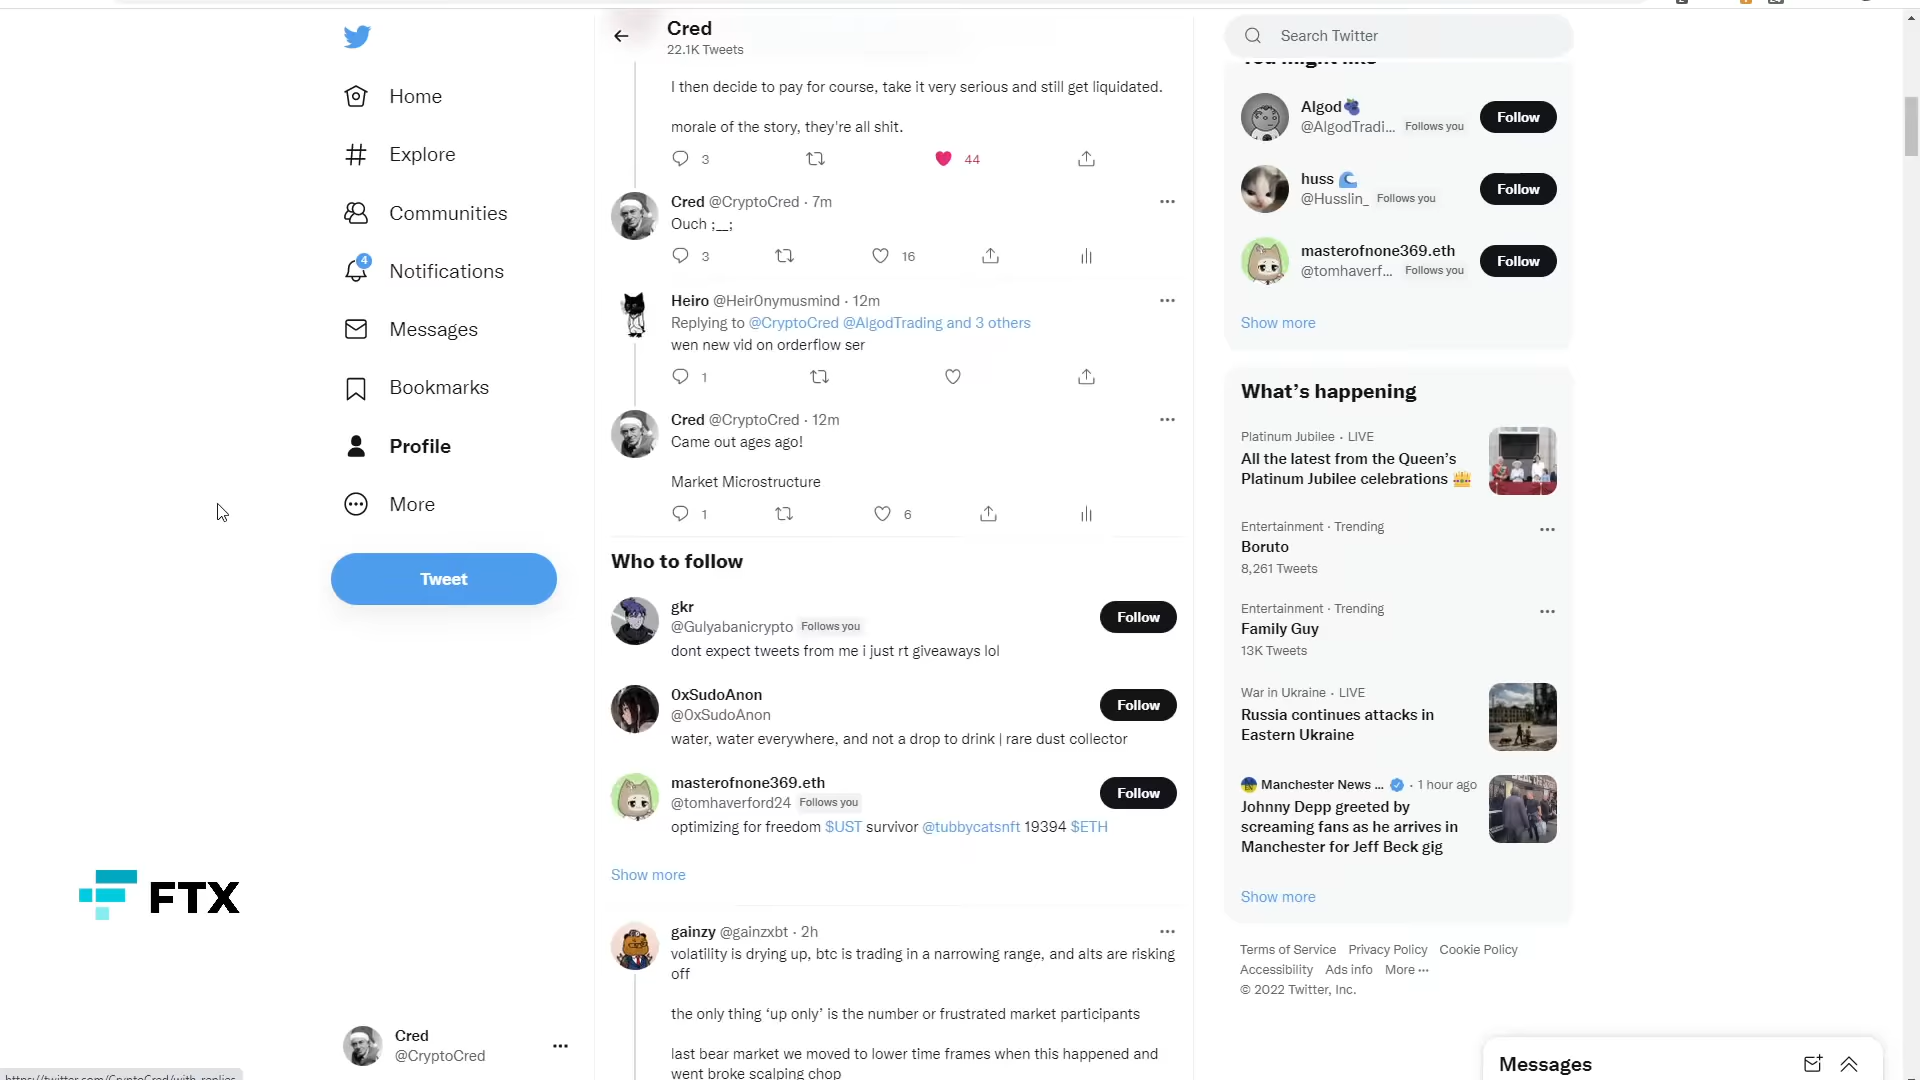 Home
Explore
Communities
4
Notifications
Messages
Bookmarks
Profile
More
Tweet
FTX
Cred
@CryptoCred
https://twitter.com/CryptoCred/with_replies
Cred
22.1K Tweets
I then decide to pay for course, take it very serious and still get liquidated.
morale of the story, they're all shit.
3
44
Cred @CryptoCred · 7m
Ouch ;__;
3
16
Heiro @Heir0nymusmind · 12m
Replying to @CryptoCred @AlgodTrading and 3 others
wen new vid on orderflow ser
1
Cred @CryptoCred · 12m
Came out ages ago!
Market Microstructure
1
6
Who to follow
gkr
@Gulyabanicrypto Follows you
Follow
dont expect tweets from me i just rt giveaways lol
0xSudoAnon
@0xSudoAnon
Follow
water, water everywhere, and not a drop to drink | rare dust collector
masterofnone369.eth
@tomhaverford24 Follows you
Follow
optimizing for freedom $UST survivor @tubbycatsnft 19394 $ETH
Show more
gainzy @gainzxbt · 2h
volatility is drying up, btc is trading in a narrowing range, and alts are risking
off
the only thing ‘up only’ is the number or frustrated market participants
last bear market we moved to lower time frames when this happened and
went broke scalping chop
Search Twitter
You might like
Algod
@AlgodTradi... Follows you
Follow
huss
@Husslin_ Follows you
Follow
masterofnone369.eth
@tomhaverf... Follows you
Follow
Show more
What’s happening
Platinum Jubilee · LIVE
All the latest from the Queen’s
Platinum Jubilee celebrations
Entertainment · Trending
Boruto
8,261 Tweets
Entertainment · Trending
Family Guy
13K Tweets
War in Ukraine · LIVE
Russia continues attacks in
Eastern Ukraine
Manchester News ... · 1 hour ago
Johnny Depp greeted by
screaming fans as he arrives in
Manchester for Jeff Beck gig
Show more
Terms of Service Privacy Policy Cookie Policy
Accessibility Ads info More ···
© 2022 Twitter, Inc.
Messages